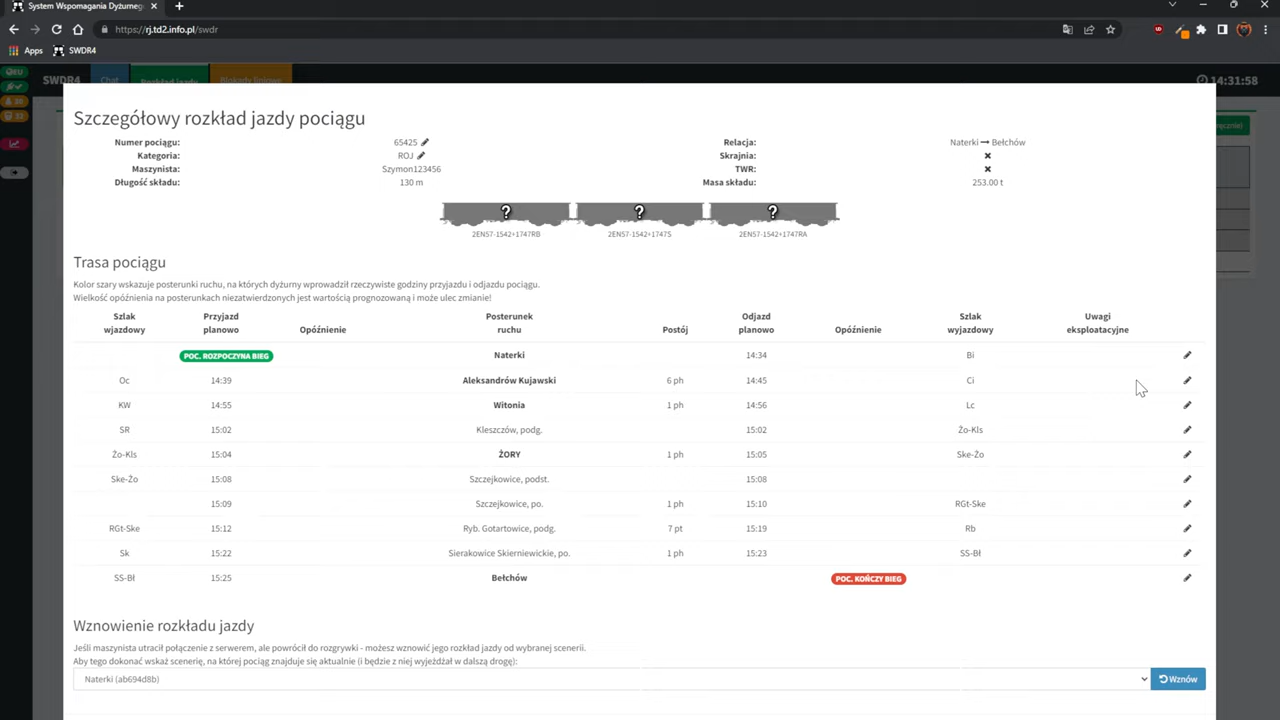 System Wspomagania Dyżurnego
https://rj.td2.info.pl/swdr
Apps SWDR4
SWDR4 Chat Rozkład jazdy Blokady liniowe 14:31:58
Szczegółowy rozkład jazdy pociągu
Numer pociągu: 65425 Relacja: Naterki → Bełchów
Kategoria: ROJ Skrajnia: ✖
Maszynista: Szymon123456 TWR: ✖
Długość składu: 130 m Masa składu: 253.00 t
? ? ?
2EN57-1542+1747RB 2EN57-1542+1747S 2EN57-1542+1747RA
Trasa pociągu
Kolor szary wskazuje posterunki ruchu, na których dyżurny wprowadził rzeczywiste godziny przyjazdu i odjazdu pociągu.
Wielkość opóźnienia na posterunkach niezatwierdzonych jest wartością prognozowaną i może ulec zmianie!
Szlak Przyjazd Posterunek Odjazd Szlak Uwagi
wjazdowy planowo Opóźnienie ruchu Postój planowo Opóźnienie wyjazdowy eksploatacyjne
POC. ROZPOCZYNA BIEG Naterki 14:34 Bi
Oc 14:39 Aleksandrów Kujawski 6 ph 14:45 Ci
KW 14:55 Witonia 1 ph 14:56 Lc
SR 15:02 Kleszczów, podg. 15:02 Żo-Kls
Żo-Kls 15:04 ŻORY 1 ph 15:05 Ske-Żo
Ske-Żo 15:08 Szczejkowice, podst. 15:08
15:09 Szczejkowice, po. 1 ph 15:10 RGt-Ske
RGt-Ske 15:12 Ryb. Gotartowice, podg. 7 pt 15:19 Rb
Sk 15:22 Sierakowice Skierniewickie, po. 1 ph 15:23 SS-Bł
SS-Bł 15:25 Bełchów POC. KOŃCZY BIEG
Wznowienie rozkładu jazdy
Jeśli maszynista utracił połączenie z serwerem, ale powrócił do rozgrywki - możesz wznowić jego rozkład jazdy od wybranej scenerii.
Aby tego dokonać wskaż scenerię, na której pociąg znajduje się aktualnie (i będzie z niej wyjeżdżał w dalszą drogę):
Naterki (ab694d8b) Wznów